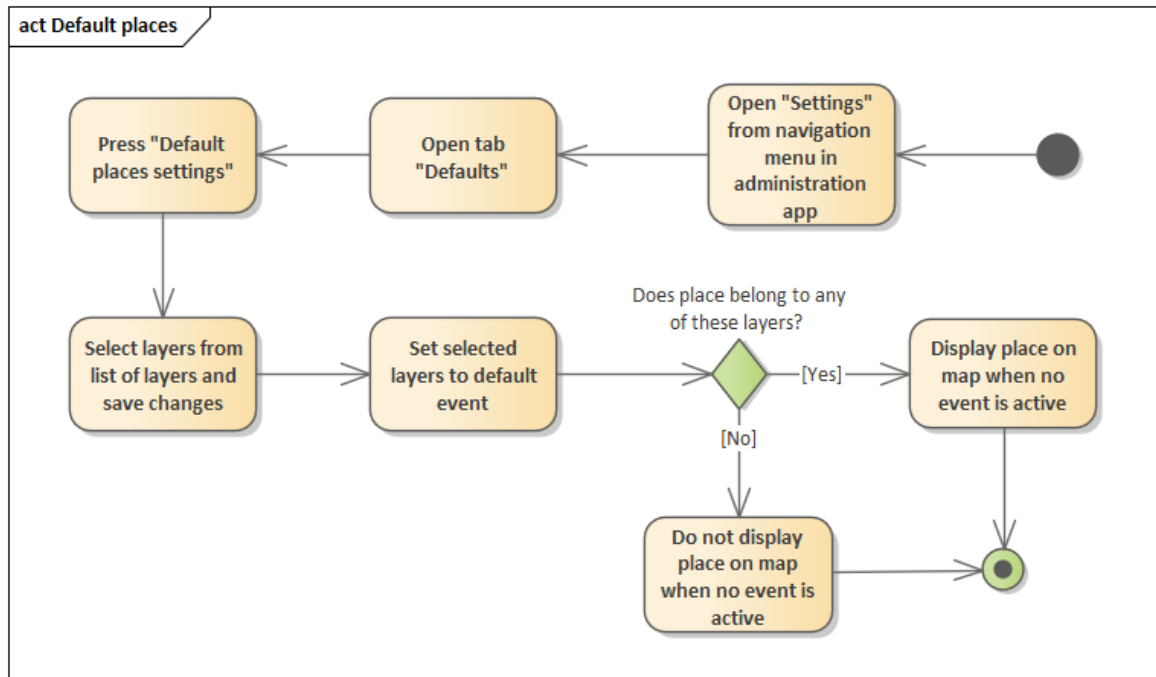 act Default places
Open "Settings"
from navigation
menu in
administration
app
Open tab
"Defaults"
Press "Default
places settings"
Select layers from
list of layers and
save changes
Set selected
layers to default
event
Does place belong to any
of these layers?
[Yes]
Display place on
map when no
event is active
[No]
Do not display
place on map
when no event is
active